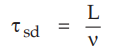 τsd = L/ν